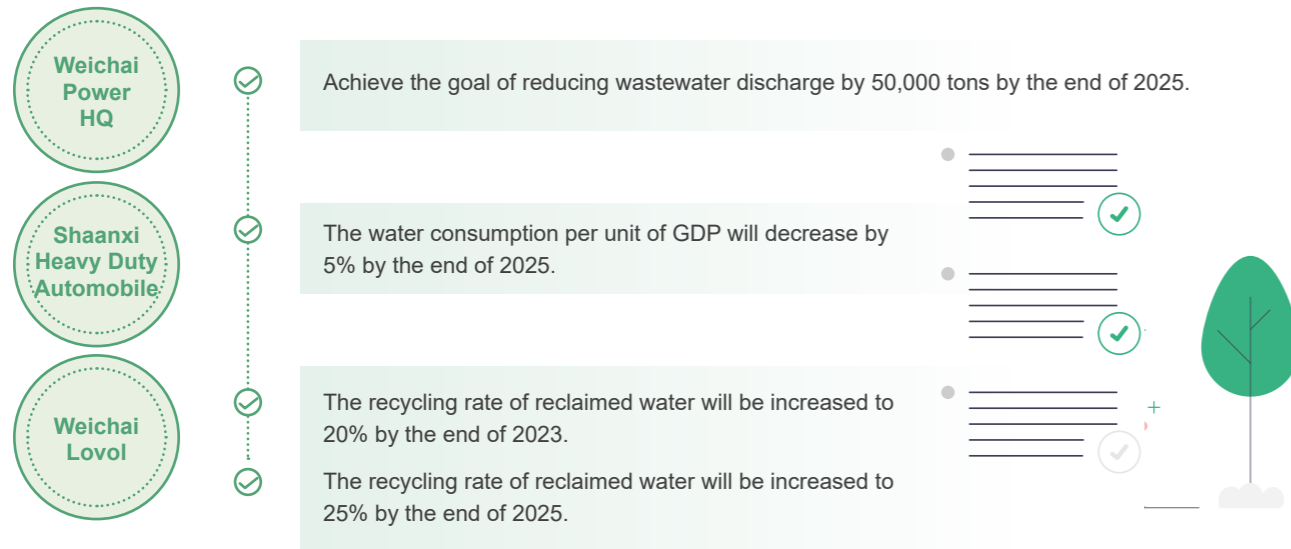 Weichai
Power
HQ
Achieve the goal of reducing wastewater discharge by 50,000 tons by the end of 2025.
Shaanxi
Heavy Duty
Automobile
The water consumption per unit of GDP will decrease by
5% by the end of 2025.
Weichai
Lovol
The recycling rate of reclaimed water will be increased to
20% by the end of 2023.
The recycling rate of reclaimed water will be increased to
25% by the end of 2025.